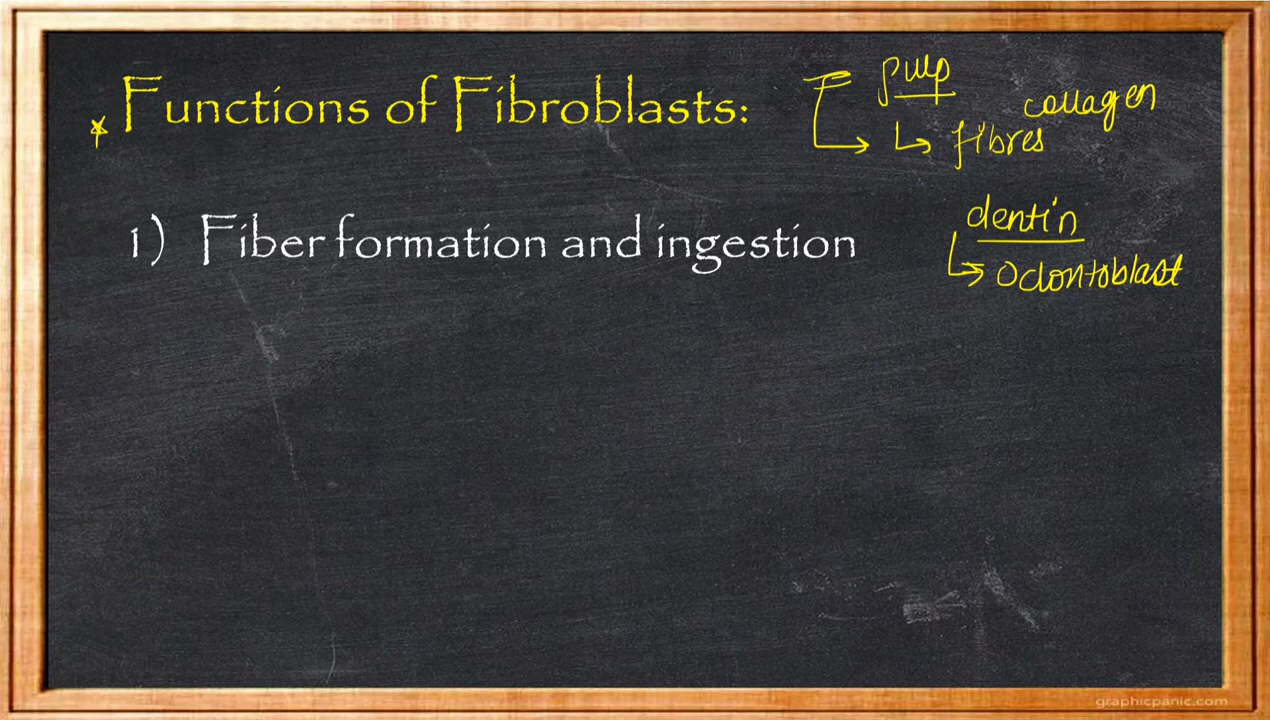 * Functions of Fibroblasts:
F pulp
→ ↳ fibres collagen
1) Fiber formation and ingestion
dentin
↳ odontoblast
graphicpanic.com